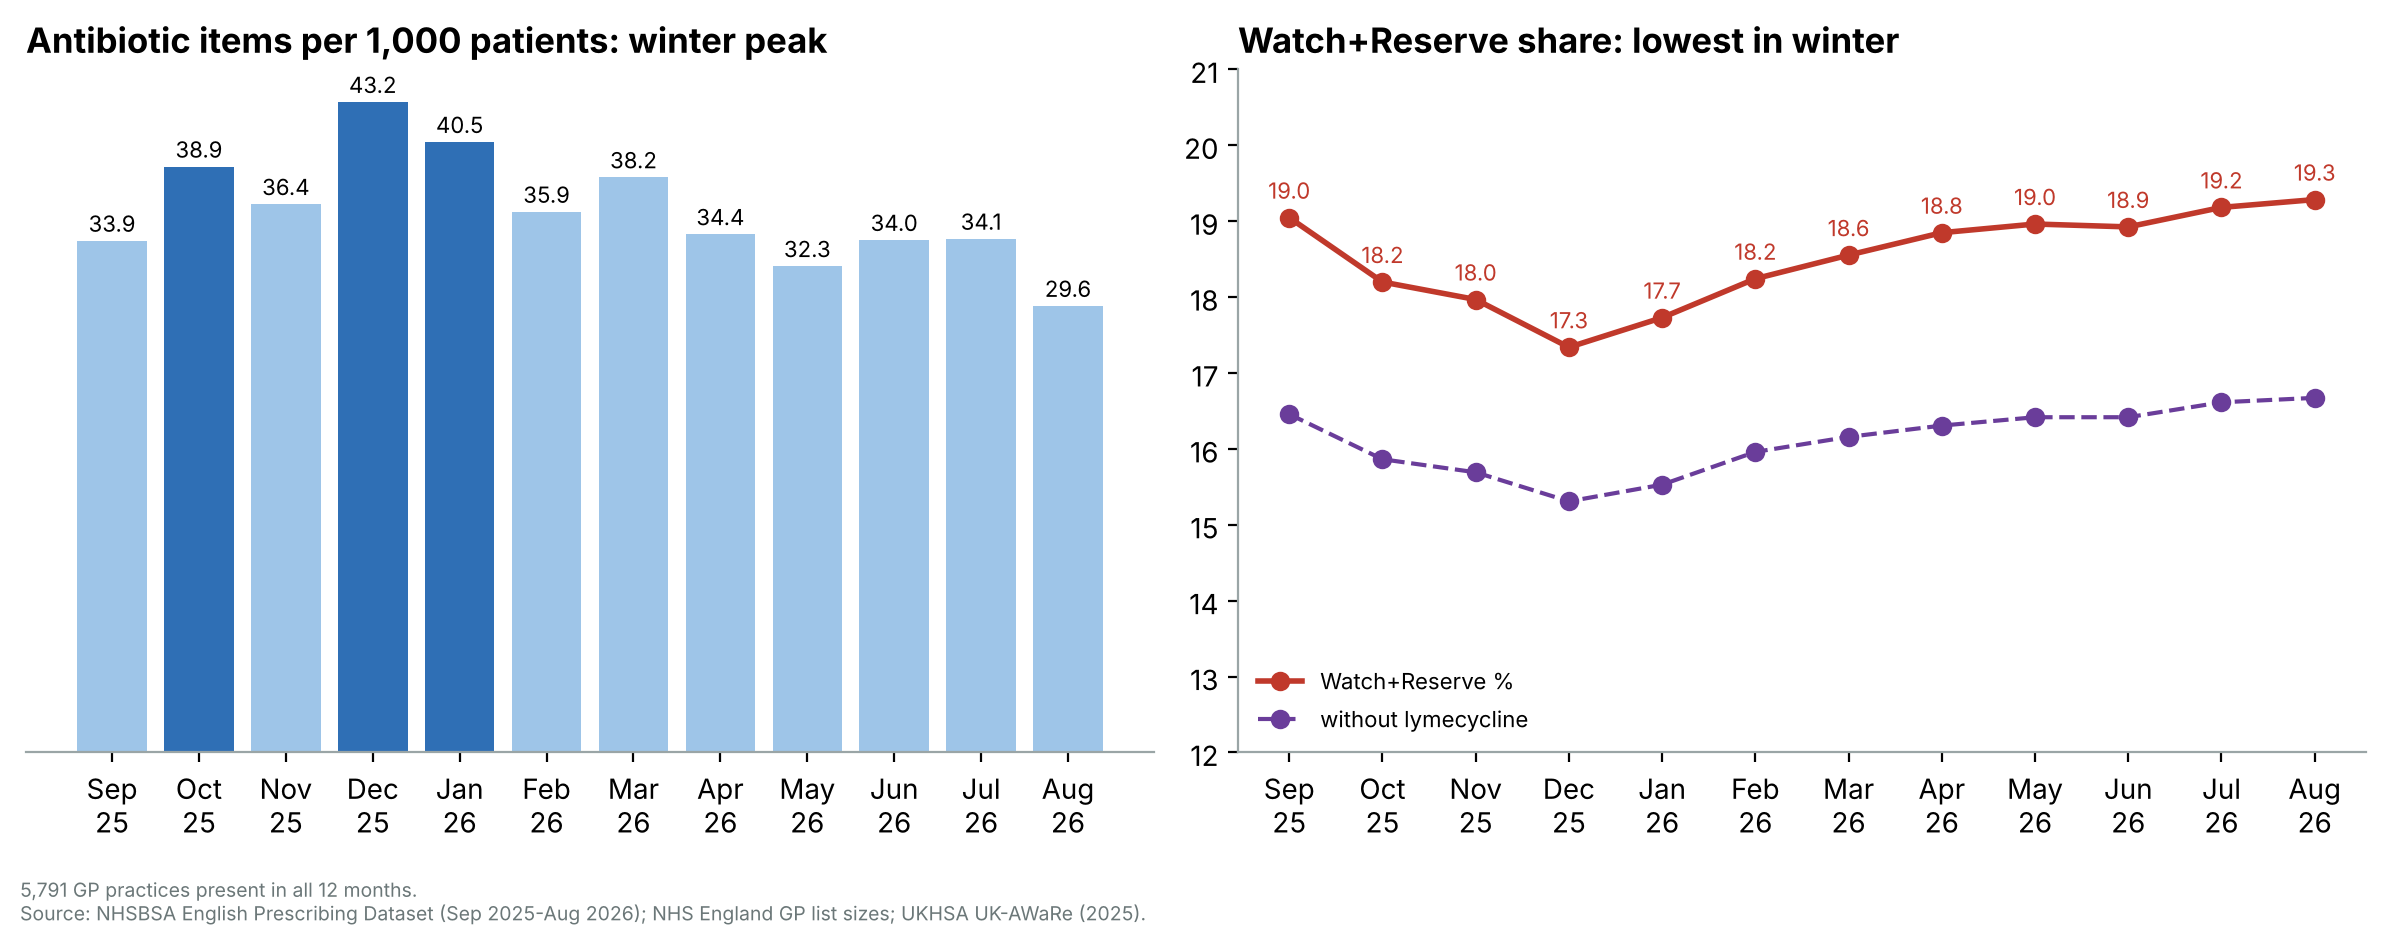 Antibiotic items per 1,000 patients: winter peak
43.2
40.5
38.9
38.2
36.4
35.9
33.9
34.4
34.0
34.1
32.3
29.6
Sep Oct Nov Dec Jan Feb Mar Apr May Jun Jul Aug
25 25 25 25 26 26 26 26 26 26 26 26
Watch+Reserve share: lowest in winter
21
20
19
18
17
16
15
14
13
12
19.0 18.2 18.0 17.3 17.7 18.2 18.6 18.8 19.0 18.9 19.2 19.3
Watch+Reserve %
without lymecycline
Sep Oct Nov Dec Jan Feb Mar Apr May Jun Jul Aug
25 25 25 25 26 26 26 26 26 26 26 26
5,791 GP practices present in all 12 months.
Source: NHSBSA English Prescribing Dataset (Sep 2025-Aug 2026); NHS England GP list sizes; UKHSA UK-AWaRe (2025).